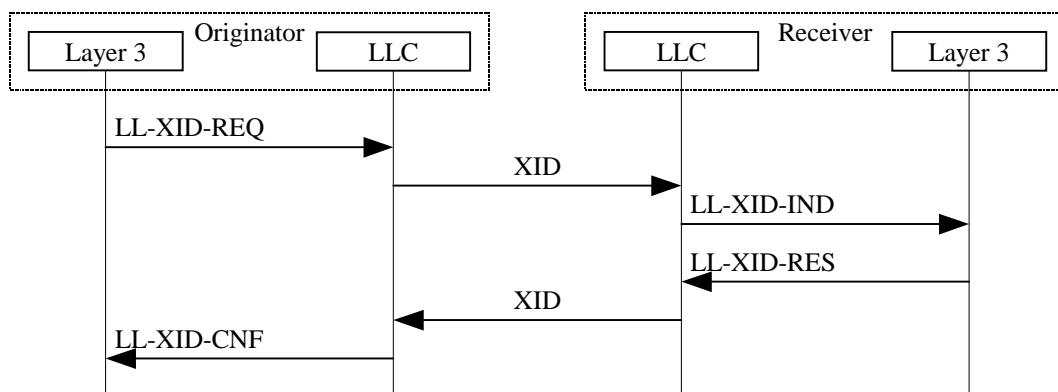 Originator
Receiver
Layer 3
LLC
LLC
Layer 3
LL-XID-REQ
XID
LL-XID-IND
LL-XID-RES
XID
LL-XID-CNF